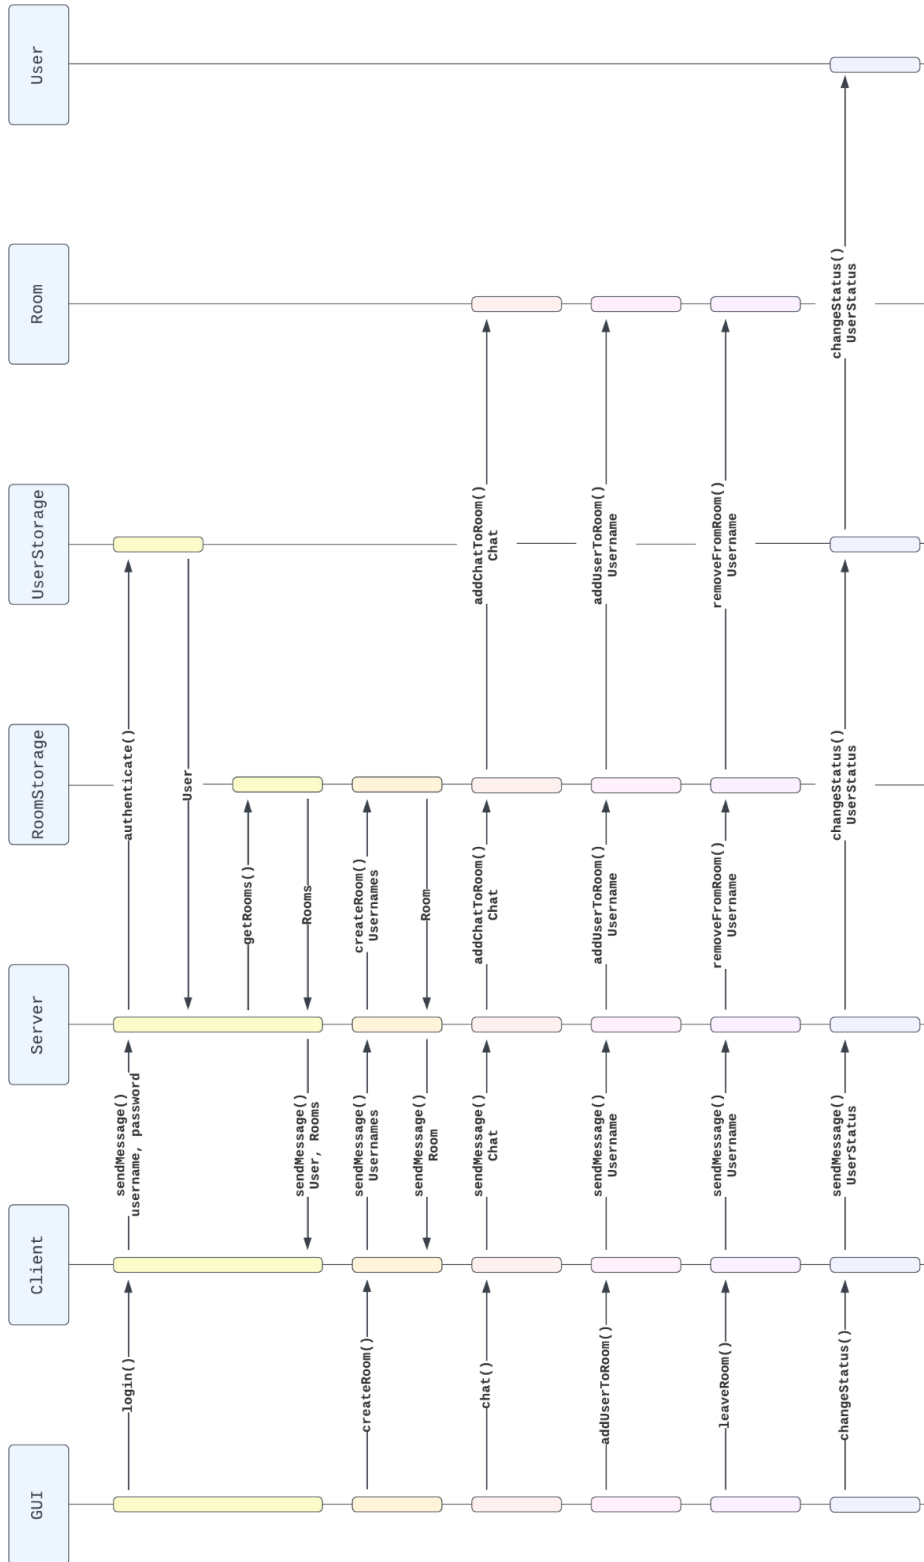 GUI
Client
Server
RoomStorage
UserStorage
Room
User
login()
sendMessage()
username, password
authenticate()
User
getRooms()
Rooms
sendMessage()
User, Rooms
createRoom()
sendMessage()
Usernames
createRoom()
Usernames
Room
sendMessage()
Room
chat()
sendMessage()
Chat
addChatToRoom()
Chat
addChatToRoom()
Chat
addUserToRoom()
sendMessage()
Username
addUserToRoom()
Username
addUserToRoom()
Username
leaveRoom()
sendMessage()
Username
removeFromRoom()
Username
removeFromRoom()
Username
changeStatus()
sendMessage()
UserStatus
changeStatus()
UserStatus
changeStatus()
UserStatus